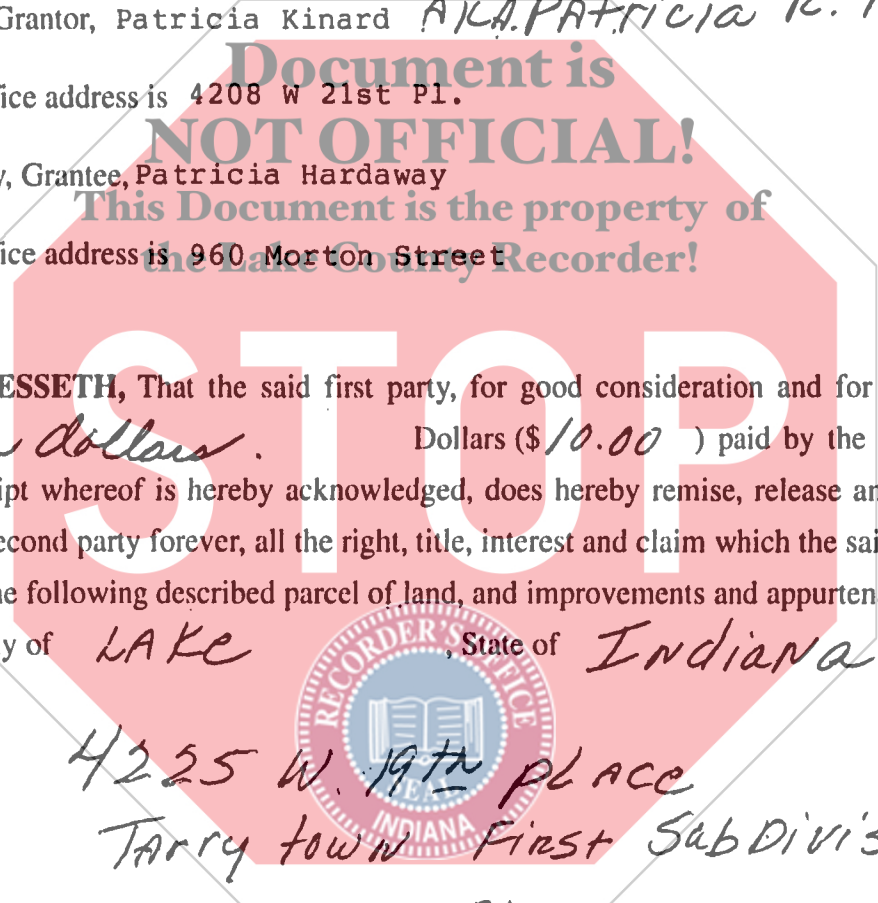 Grantor, Patricia Kinard AKA. Patricia R.
Document is
ice address is 4208 W 21st Pl.
NOT OFFICIAL!
y, Grantee, Patricia Hardaway
This Document is the property of
ice address is 960 Morton Street
the Lake County Recorder!
ESSETH, That the said first party, for good consideration and for
dollars. Dollars ($10.00 ) paid by the
ipt whereof is hereby acknowledged, does hereby remise, release an
econd party forever, all the right, title, interest and claim which the sai
e following described parcel of land, and improvements and appurten
STOP
y of LAKe , State of INdiaNa
RECORDER'S OFFICE
SEAL
INDIANA
4225 W. 19th pLAce
TArry towN First SubDivis